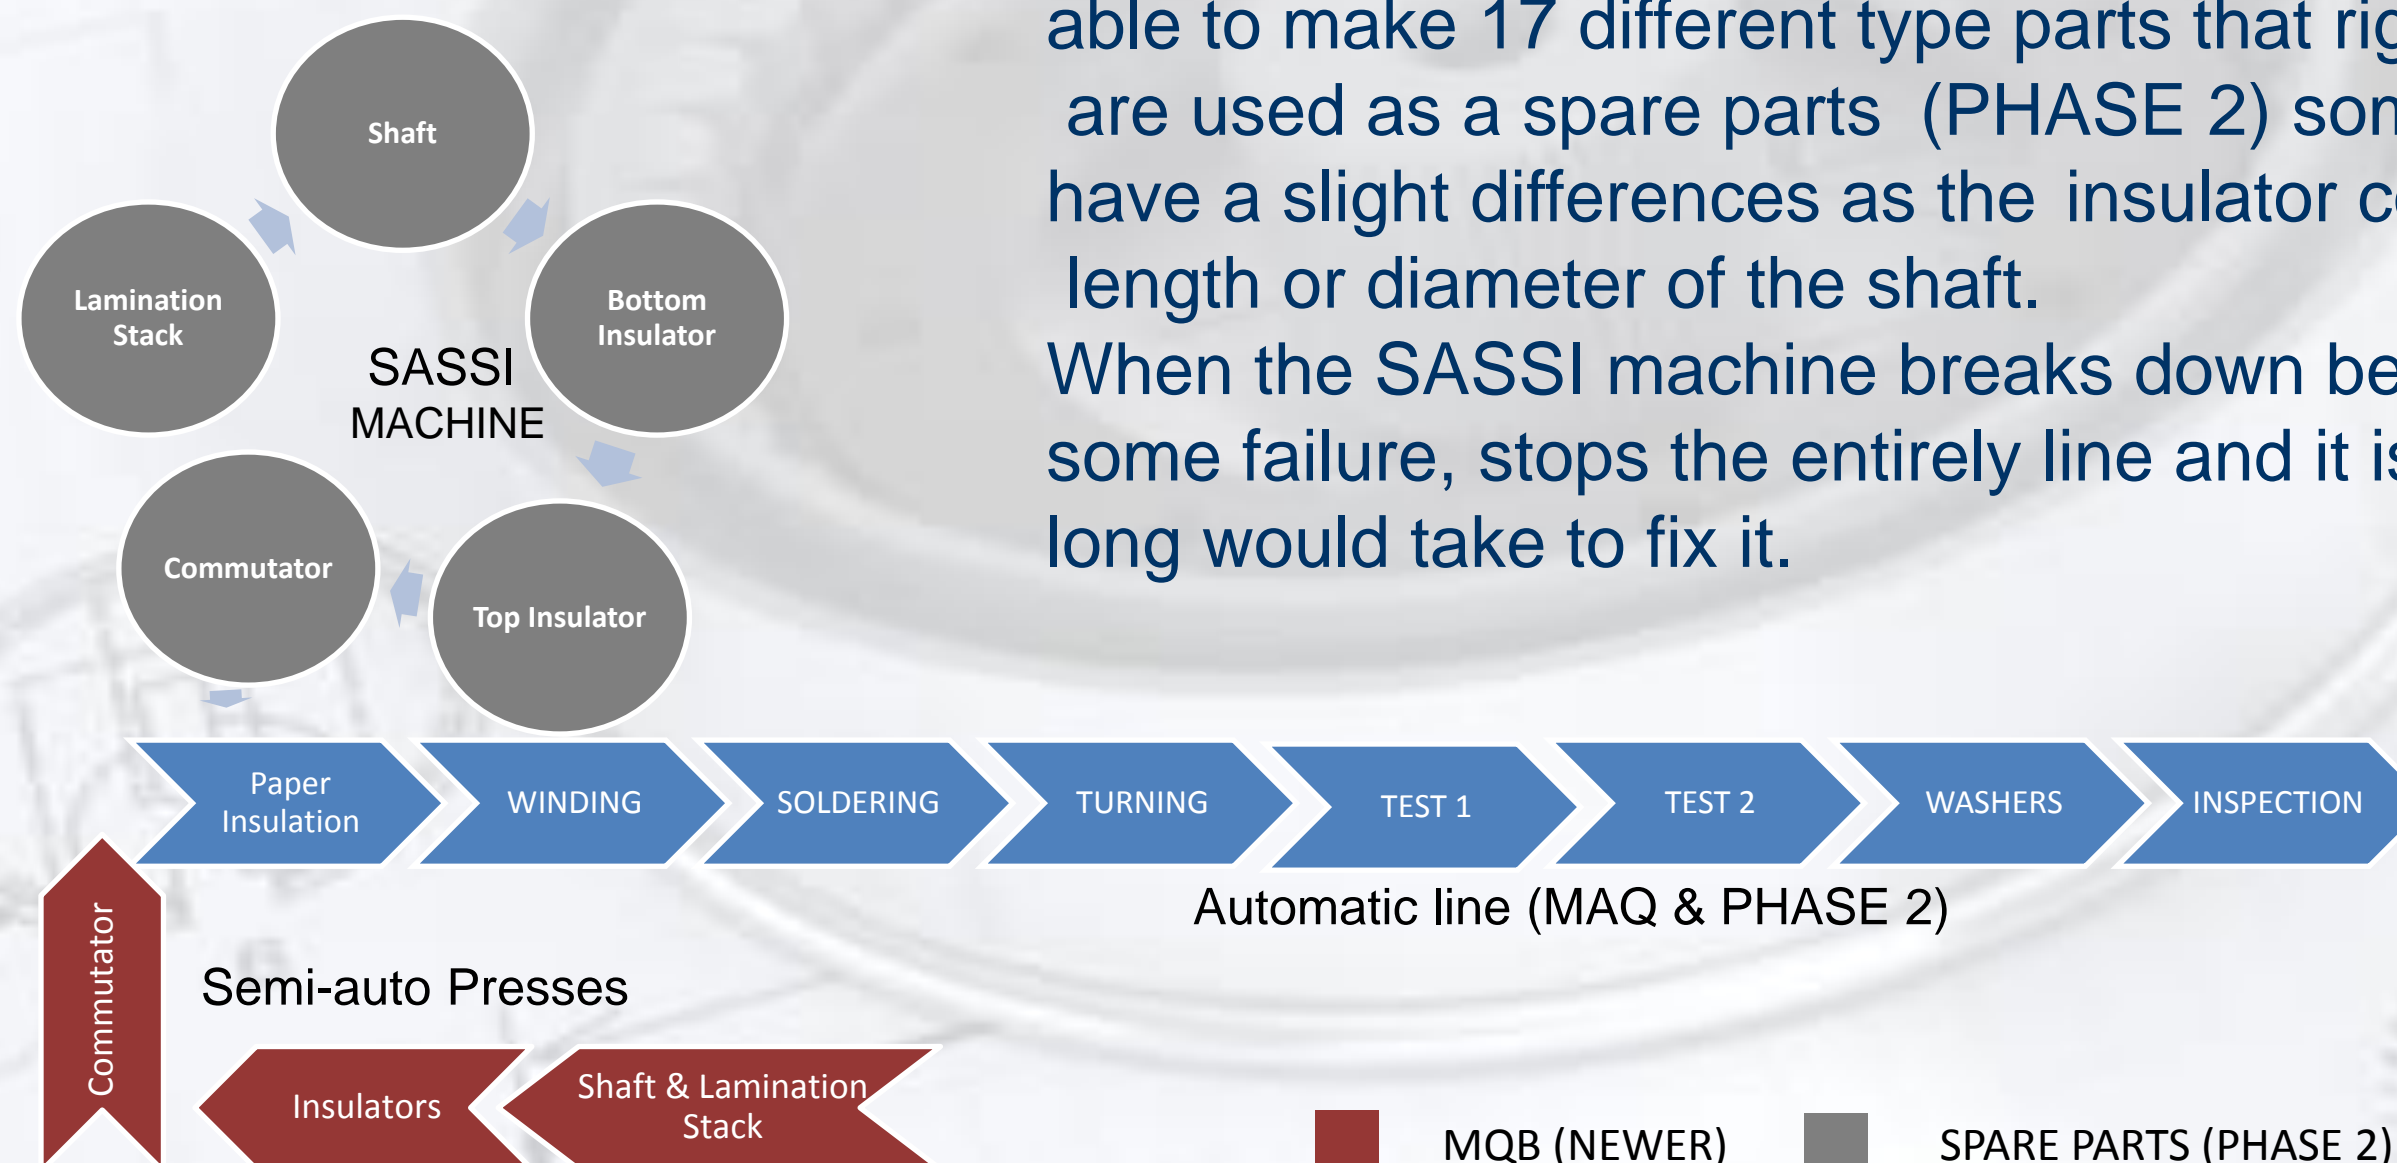 able to make 17 different type parts that
are used as a spare parts (PHASE 2)
have a slight differences as the insulator
length or diameter of the shaft.
When the SASSI machine breaks down
some failure, stops the entirely line and it
long would take to fix it.
Shaft
Lamination
Stack
Bottom
Insulator
SASSI
MACHINE
Commutator
Top Insulator
Paper
Insulation
WINDING
SOLDERING
TURNING
TEST 1
TEST 2
WASHERS
INSPECTION
Automatic line (MAQ & PHASE 2)
Commutator
Semi-auto Presses
Insulators
Shaft & Lamination
Stack
MQB (NEWER)
SPARE PARTS (PHASE 2)